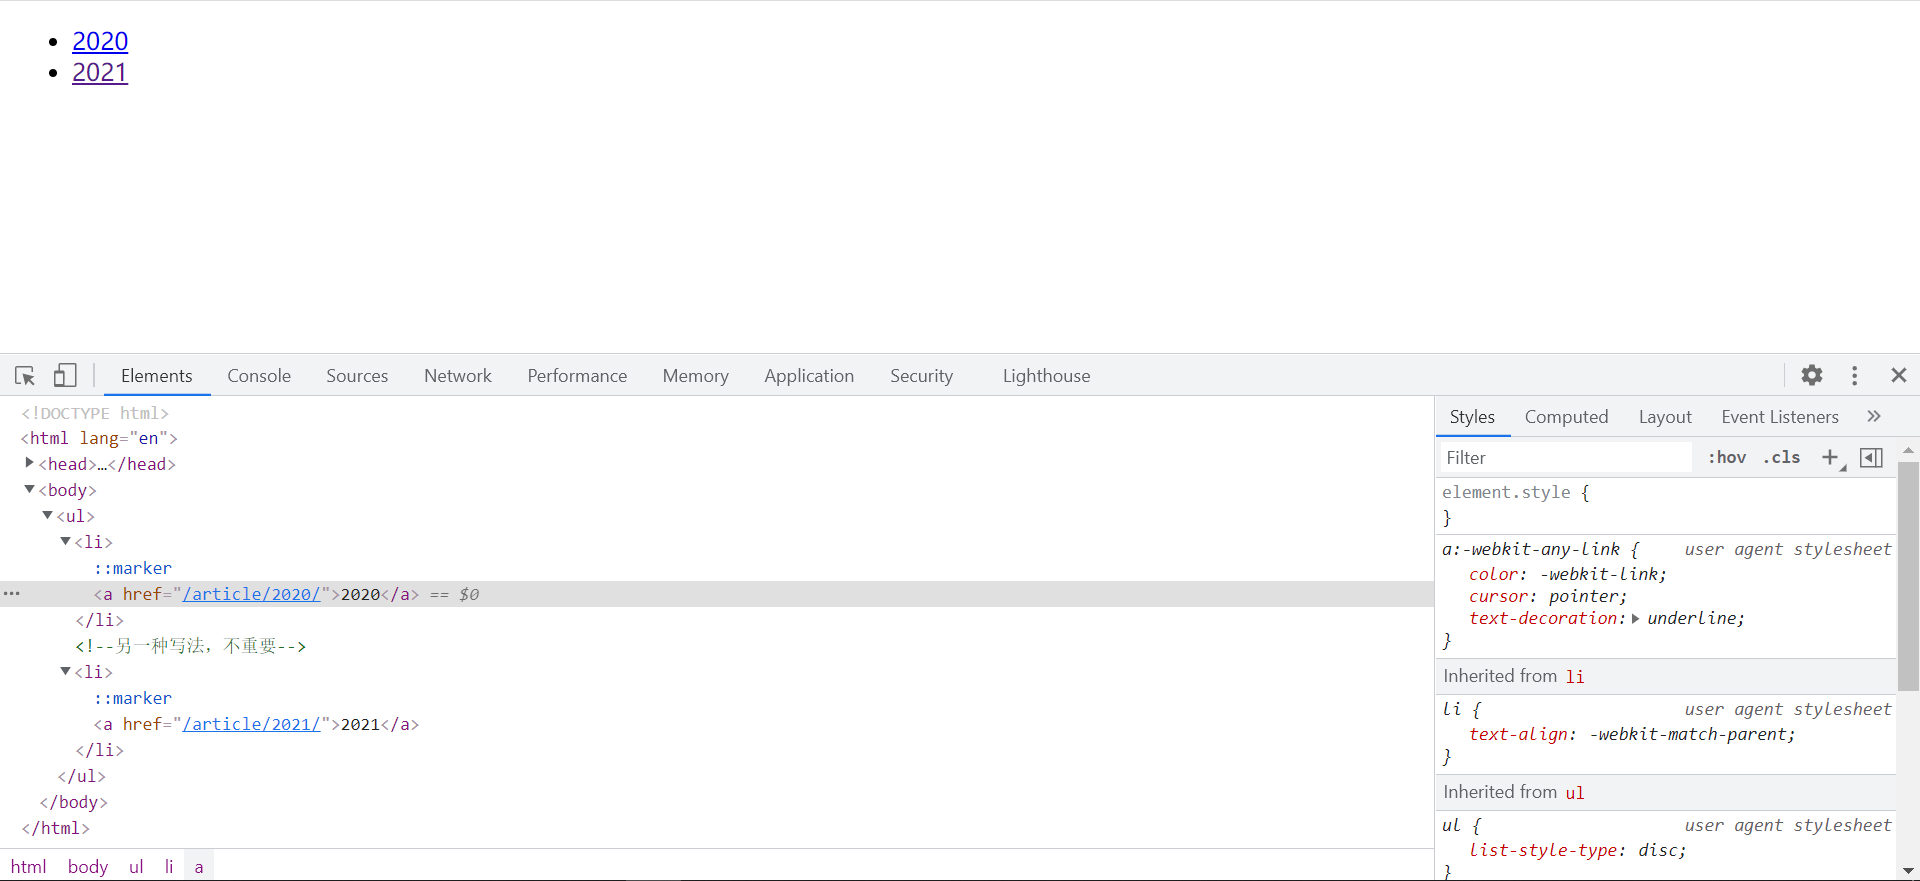 2020
2021
Elements Console Sources Network Performance Memory Application Security Lighthouse
<!DOCTYPE html>
<html lang="en">
<head>…</head>
<body>
<ul>
<li>
::marker
<a href="/article/2020/">2020</a> == $0
</li>
<!--另一种写法，不重要-->
<li>
::marker
<a href="/article/2021/">2021</a>
</li>
</ul>
</body>
</html>
html body ul li a
Styles Computed Layout Event Listeners »
Filter :hov .cls +
element.style {
}
a:-webkit-any-link { user agent stylesheet
color: -webkit-link;
cursor: pointer;
text-decoration: underline;
}
Inherited from li
li { user agent stylesheet
text-align: -webkit-match-parent;
}
Inherited from ul
ul { user agent stylesheet
list-style-type: disc;
}